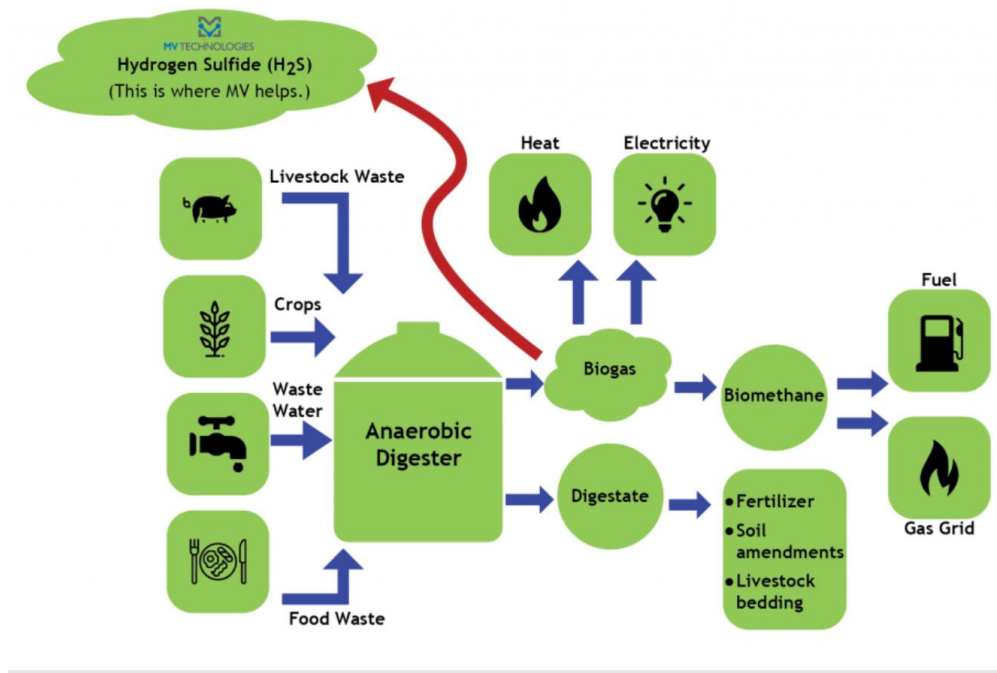 MV TECHNOLOGIES
Hydrogen Sulfide (H2S)
(This is where MV helps.)
Heat
Electricity
Livestock Waste
Fuel
Crops
Biogas
Waste
Water
Biomethane
Anaerobic
Digester
Digestate
• Fertilizer
• Soil
amendments
• Livestock
bedding
Gas Grid
Food Waste